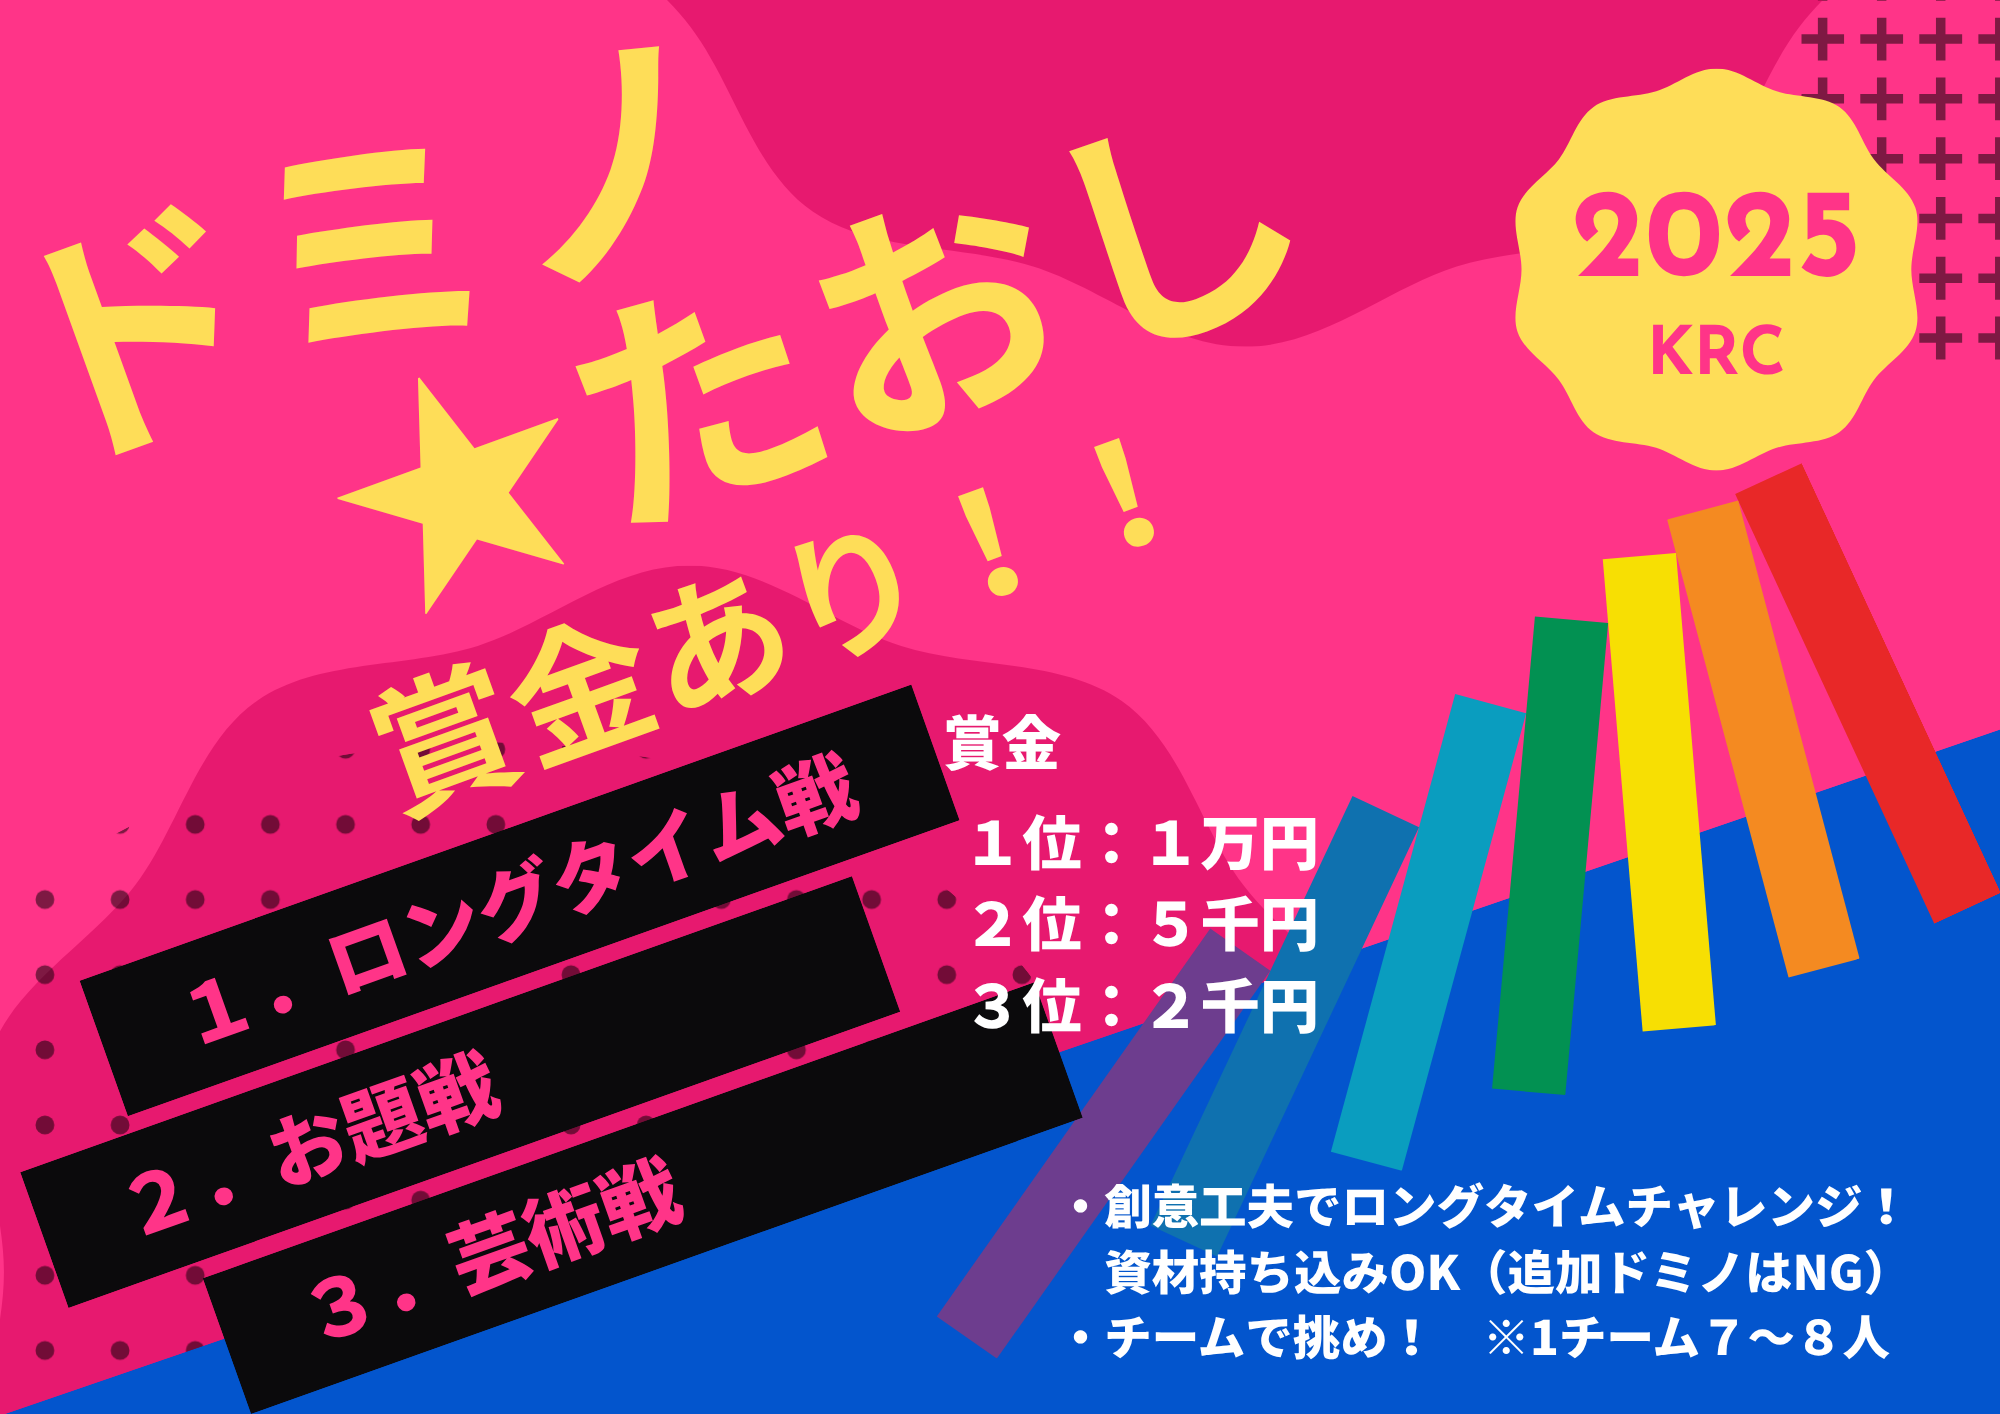 ドミノ
★たおし
賞金あり！！
2025
KRC
１．ロングタイム戦
２．お題戦
３．芸術戦
賞金
１位：１万円
２位：５千円
３位：２千円
・創意工夫でロングタイムチャレンジ！
資材持ち込みOK（追加ドミノはNG）
・チームで挑め！　※1チーム７～８人